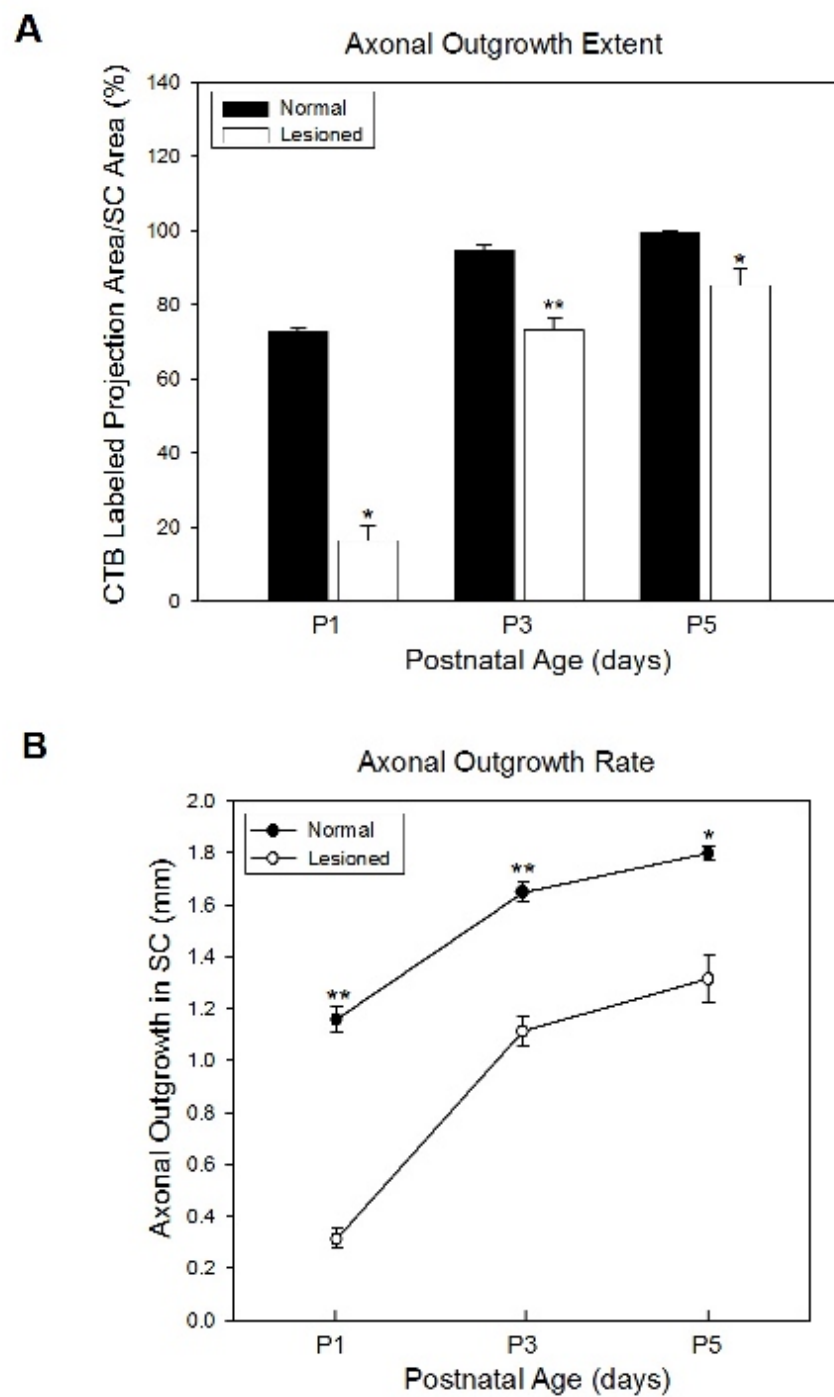 A
Axonal Outgrowth Extent
CTB Labeled Projection Area/SC Area (%)
140
120
100
80
60
40
20
0
Normal
Lesioned
*
**
*
P1 P3 P5
Postnatal Age (days)
B
Axonal Outgrowth Rate
Axonal Outgrowth in SC (mm)
2.0
1.8
1.6
1.4
1.2
1.0
0.8
0.6
0.4
0.2
0.0
Normal
Lesioned
**
**
*
P1 P3 P5
Postnatal Age (days)